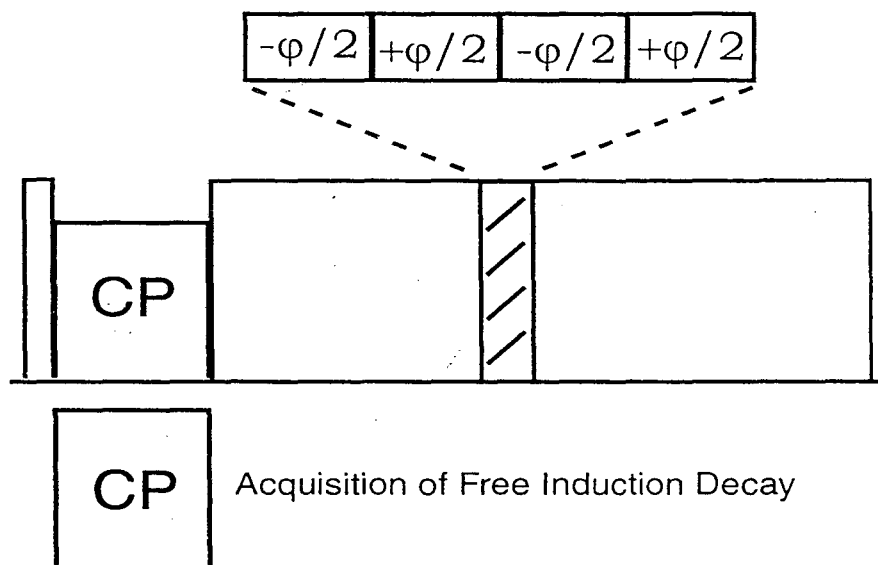 -φ/2 +φ/2 -φ/2 +φ/2
CP
CP Acquisition of Free Induction Decay